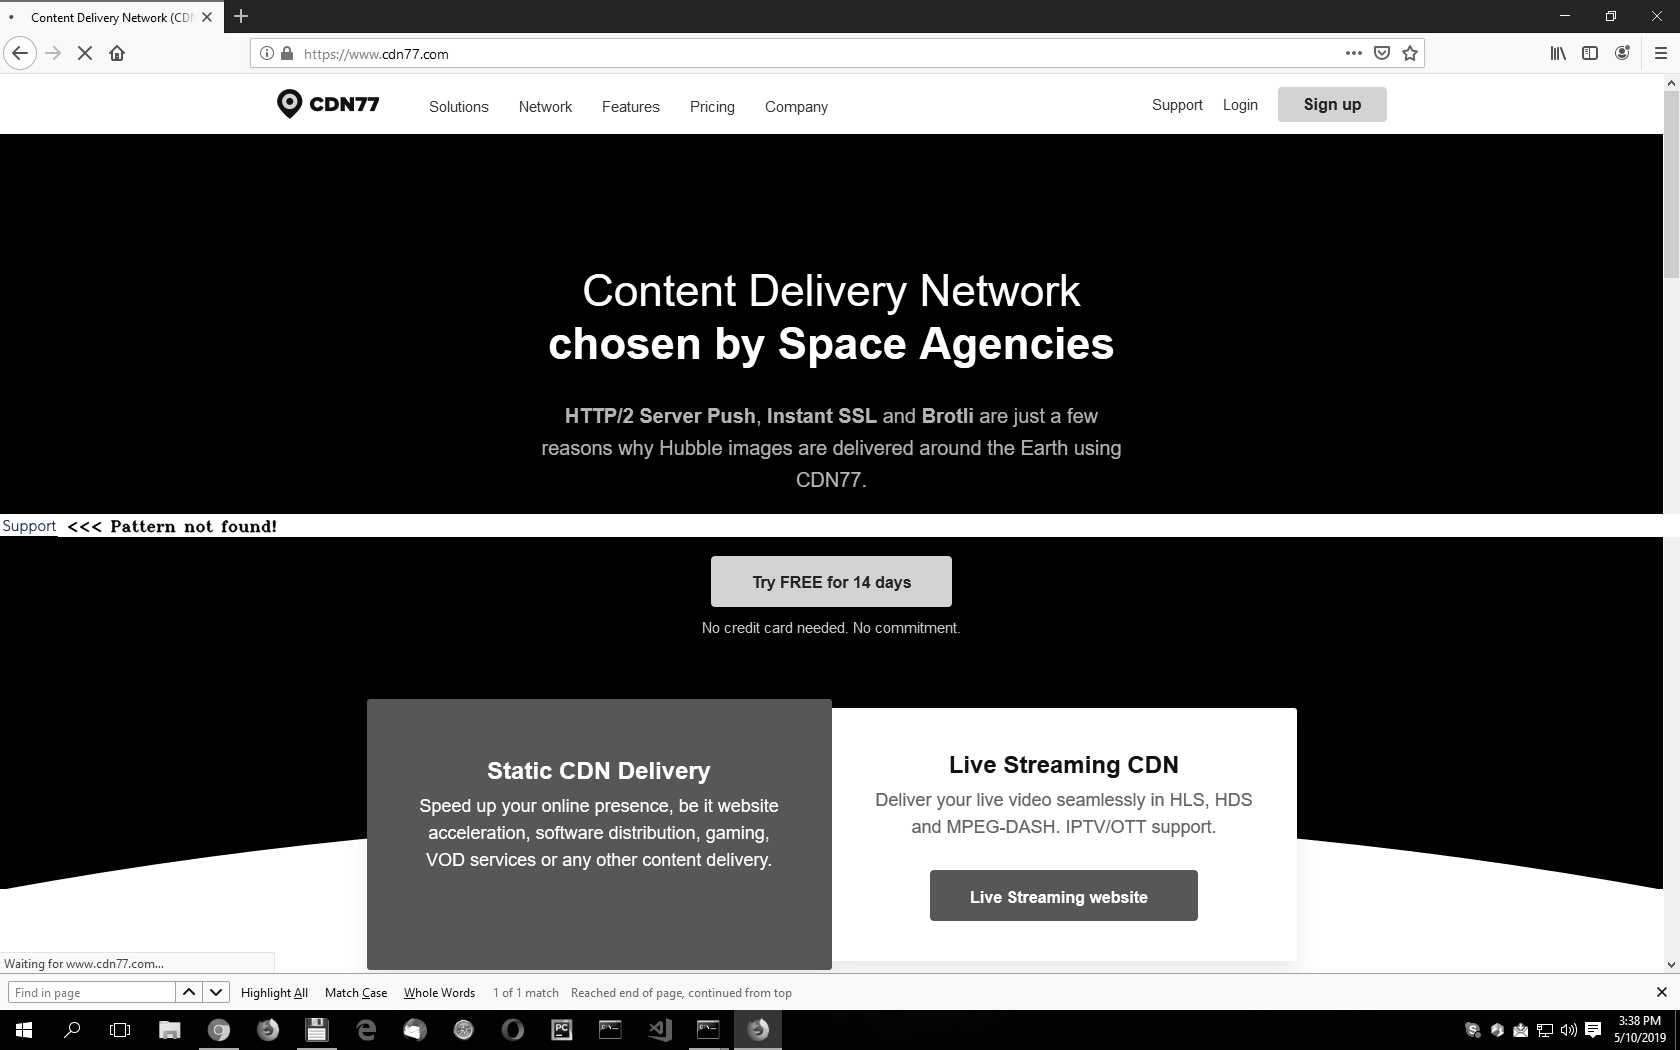 Content Delivery Network (CDN
https://www.cdn77.com
CDN77
Solutions
Network
Features
Pricing
Company
Support
Login
Sign up
Content Delivery Network
chosen by Space Agencies
HTTP/2 Server Push, Instant SSL and Brotli are just a few
reasons why Hubble images are delivered around the Earth using
CDN77.
Support <<< Pattern not found!
Try FREE for 14 days
No credit card needed. No commitment.
Static CDN Delivery
Speed up your online presence, be it website
acceleration, software distribution, gaming,
VOD services or any other content delivery.
Live Streaming CDN
Deliver your live video seamlessly in HLS, HDS
and MPEG-DASH. IPTV/OTT support.
Live Streaming website
Waiting for www.cdn77.com...
Find in page
Highlight All
Match Case
Whole Words
1 of 1 match
Reached end of page, continued from top
PC
3:38 PM
5/10/2019